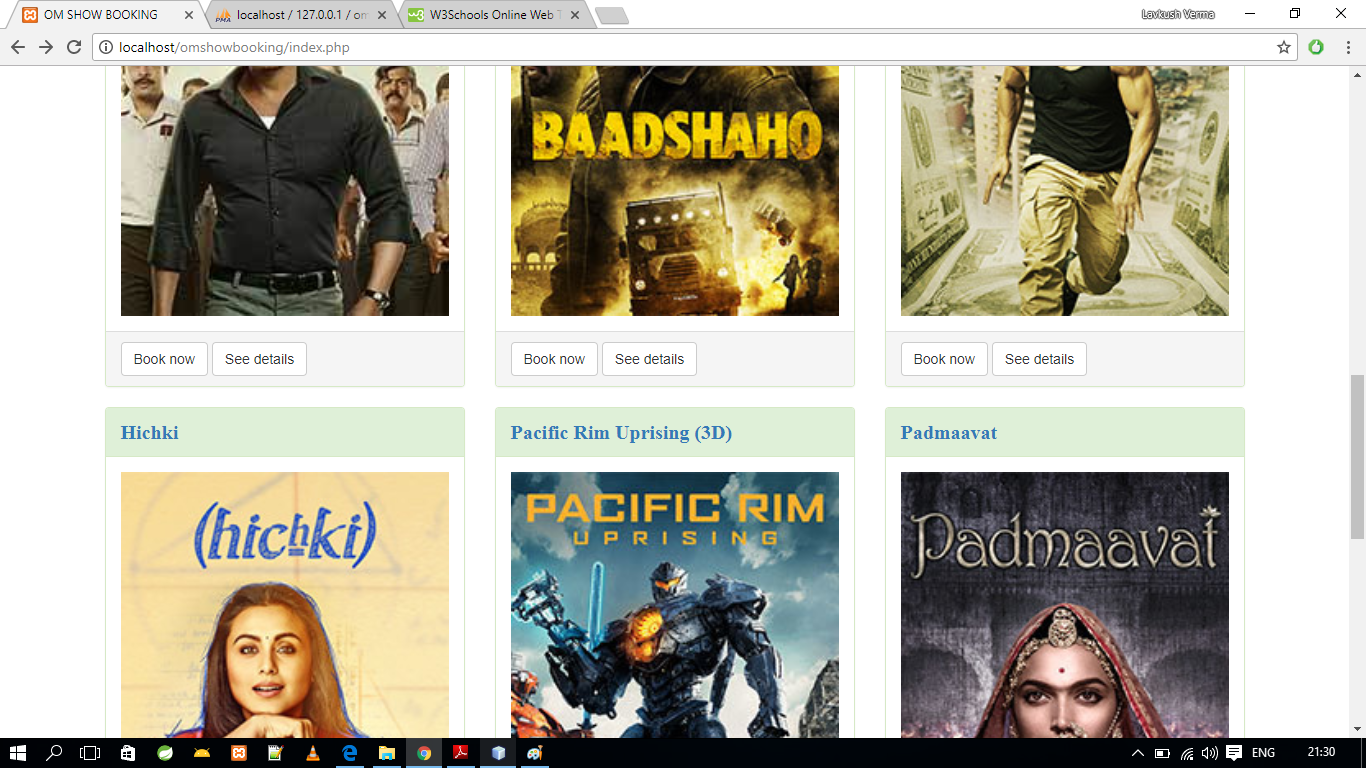 OM SHOW BOOKING
localhost / 127.0.0.1 / om
W3Schools Online Web T
Lavkush Verma
localhost/omshowbooking/index.php
BAADSHAHO
Book now See details
Book now See details
Book now See details
Hichki
Pacific Rim Uprising (3D)
Padmaavat
(hichki)
PACIFIC RIM
UPRISING
Padmaavat
ENG
21:30